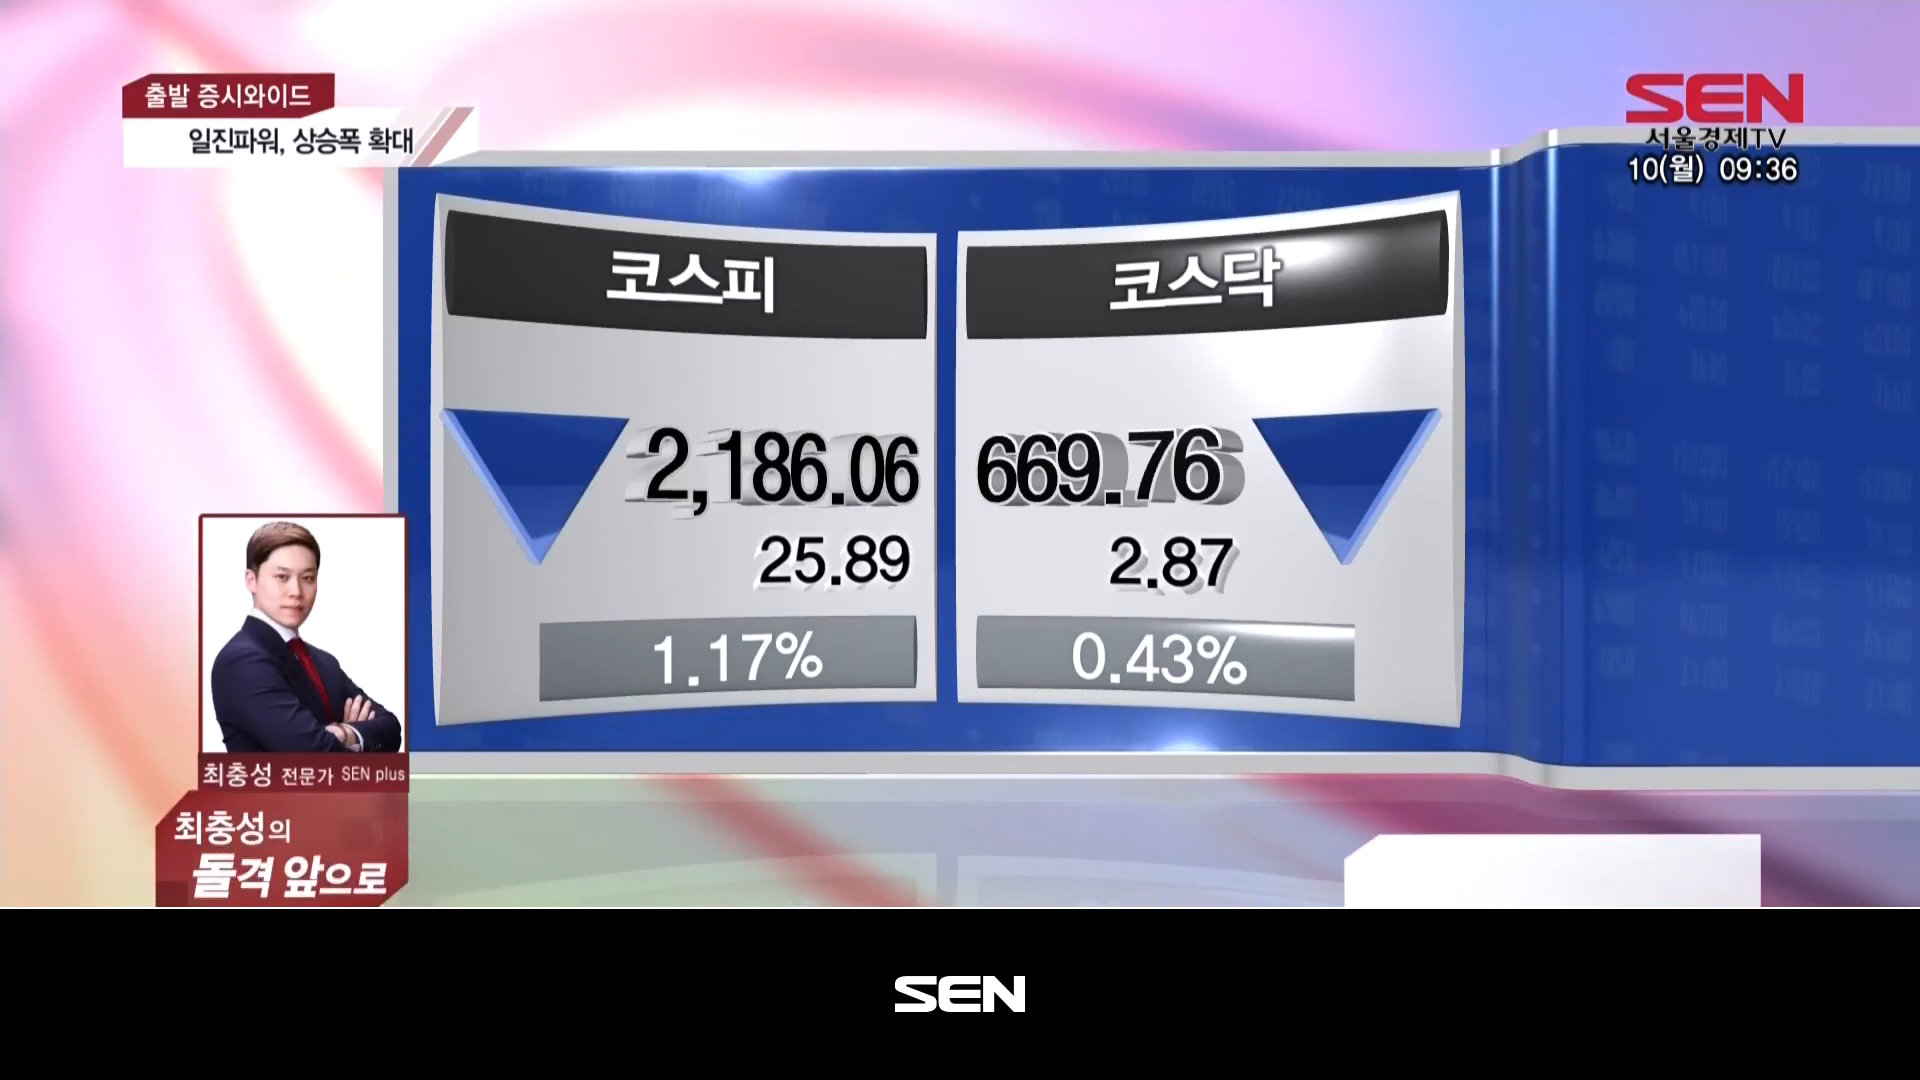 출발 증시와이드
일진파워, 상승폭 확대
SEN
서울경제TV
10(월) 09:36
코스피
2,186.06
25.89
1.17%
코스닥
669.76
2.87
0.43%
최충성 전문가 SEN plus
최충성의
돌격 앞으로
SEN